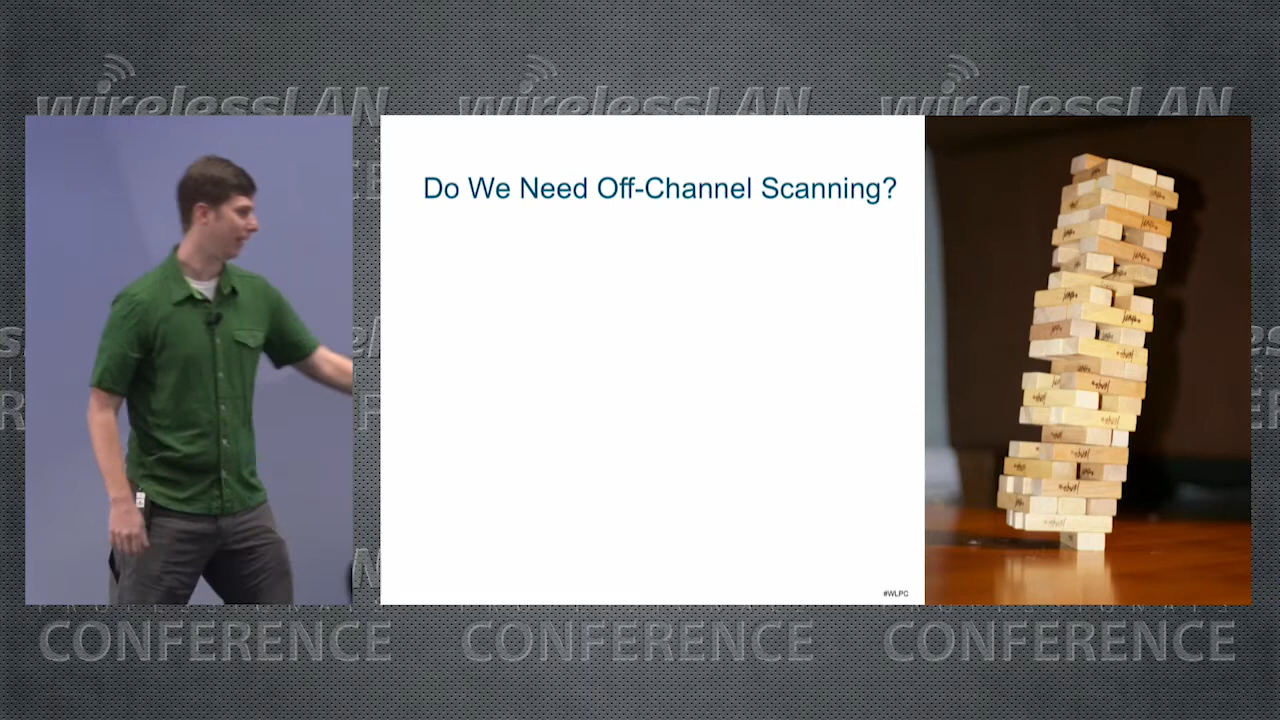 wirelessLAN wirelessLAN wirelessLAN
Do We Need Off-Channel Scanning?
#WLPC
CONFERENCE CONFERENCE CONFERENCE